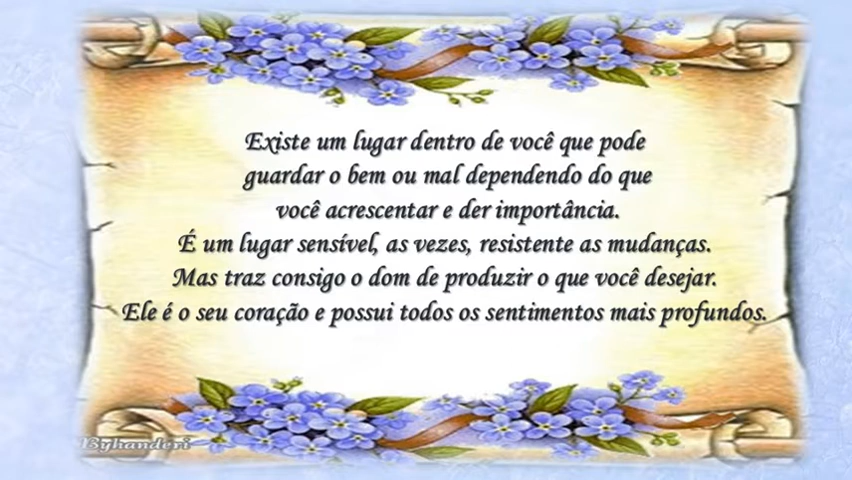 Existe um lugar dentro de você que pode
guardar o bem ou mal dependendo do que
você acrescentar e der importância.
É um lugar sensível, as vezes, resistente as mudanças.
Mas traz consigo o dom de produzir o que você desejar.
Ele é o seu coração e possui todos os sentimentos mais profundos.
Byhanderi